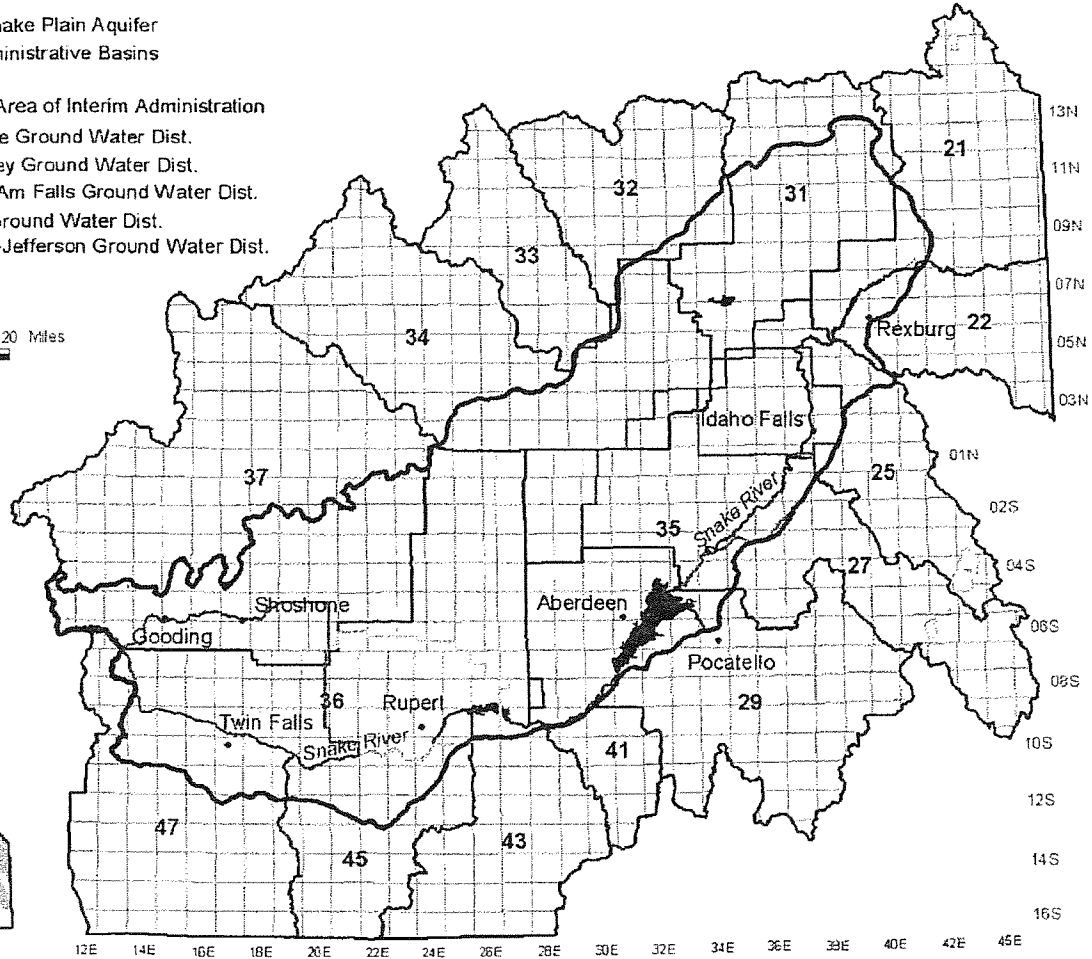 nake Plain Aquifer
ninistrative Basins
Area of Interim Administration
e Ground Water Dist.
ey Ground Water Dist.
Am Falls Ground Water Dist.
round Water Dist.
-Jefferson Ground Water Dist.
20 Miles
13N
21
11N
32
31
09N
33
07N
22
Rexburg
34
05N
03N
Idaho Falls
01N
37
25
02S
35
Snake River
04S
27
Aberdeen
Shoshone
06S
Gooding
Pocatello
08S
36
Rupert
29
Twin Falls
Snake River
10S
41
12S
47
43
45
14S
16S
12E 14E 16E 18E 20E 22E 24E 26E 28E 30E 32E 34E 36E 38E 40E 42E 45E